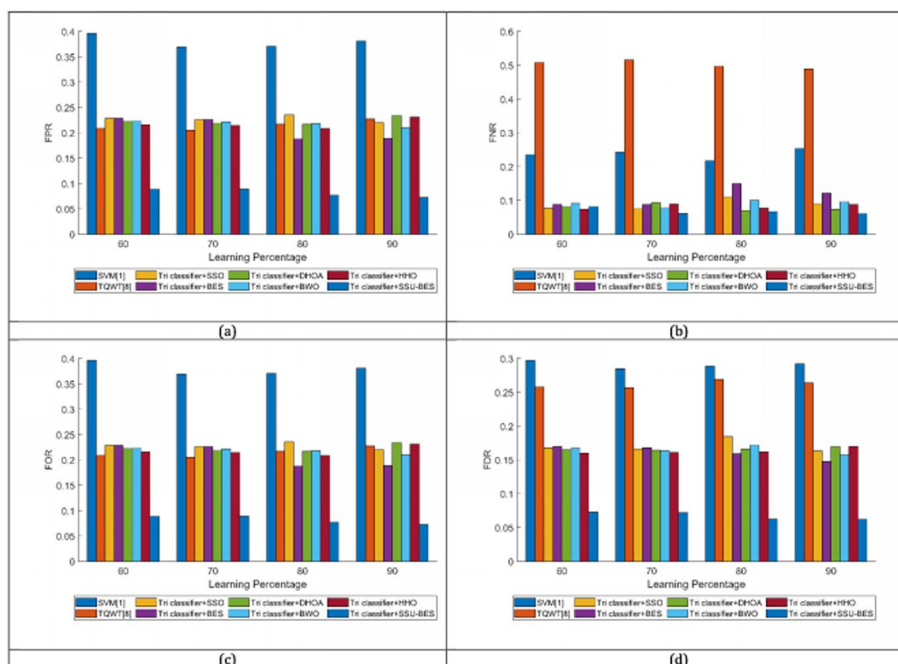 0.4
0.35
0.3
0.25
0.2
0.15
0.1
0.05
0
FPR
60 70 80 90
Learning Percentage
SVM[1] Tri classifier+SSO Tri classifier+DHOA Tri classifier+HHO
TQWT[8] Tri classifier+BES Tri classifier+BWO Tri classifier+SSU-BES
(a)
0.6
0.5
0.4
0.3
0.2
0.1
0
FNR
60 70 80 90
Learning Percentage
SVM[1] Tri classifier+SSO Tri classifier+DHOA Tri classifier+HHO
TQWT[8] Tri classifier+BES Tri classifier+BWO Tri classifier+SSU-BES
(b)
0.4
0.35
0.3
0.25
0.2
0.15
0.1
0.05
0
FOR
60 70 80 90
Learning Percentage
SVM[1] Tri classifier+SSO Tri classifier+DHOA Tri classifier+HHO
TQWT[8] Tri classifier+BES Tri classifier+BWO Tri classifier+SSU-BES
(c)
0.3
0.25
0.2
0.15
0.1
0.05
0
FDR
60 70 80 90
Learning Percentage
SVM[1] Tri classifier+SSO Tri classifier+DHOA Tri classifier+HHO
TQWT[8] Tri classifier+BES Tri classifier+BWO Tri classifier+SSU-BES
(d)